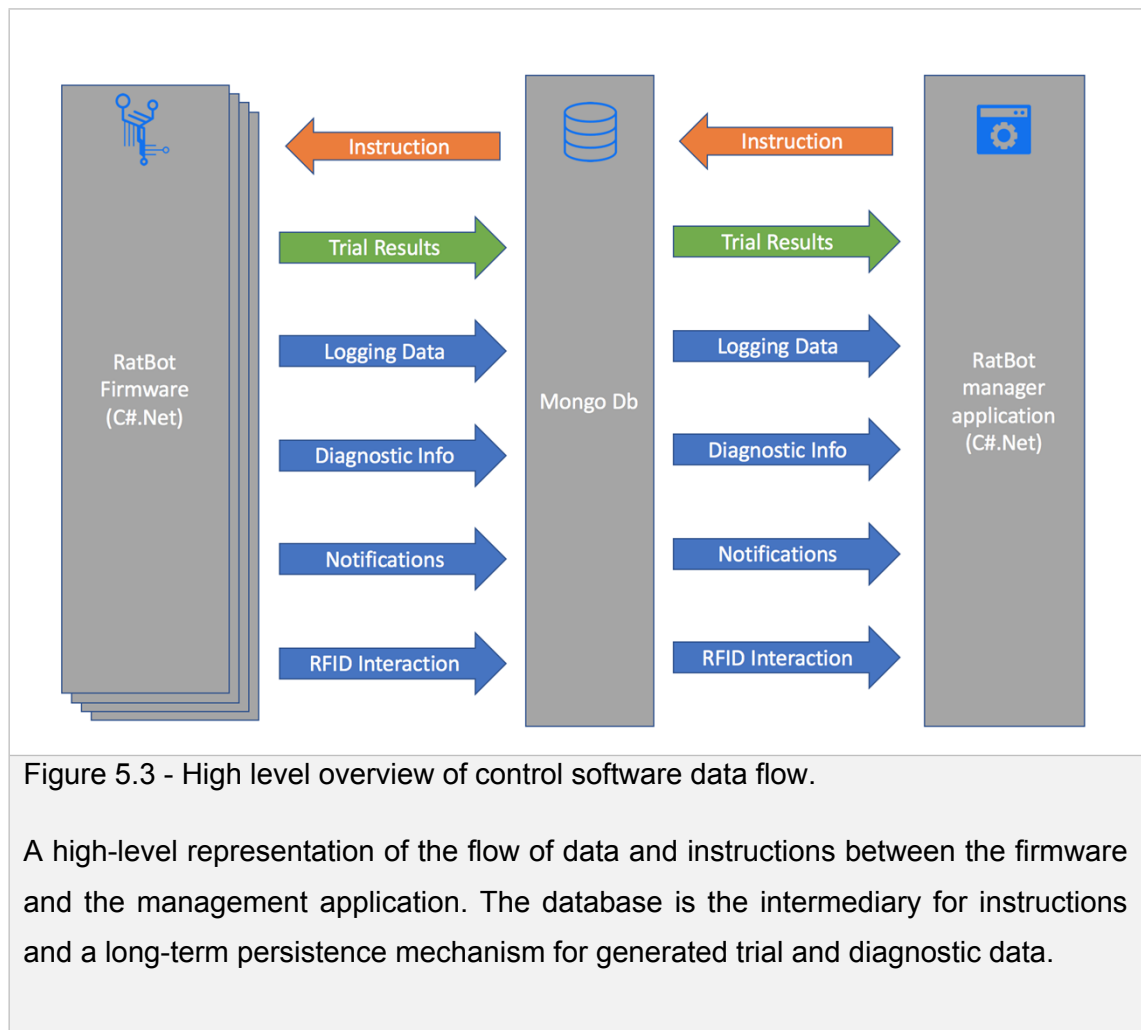 Instruction
Instruction
Trial Results
Trial Results
Logging Data
Logging Data
RatBot
Firmware
(C#.Net)
Mongo Db
RatBot
manager
application
(C#.Net)
Diagnostic Info
Diagnostic Info
Notifications
Notifications
RFID Interaction
RFID Interaction
Figure 5.3 - High level overview of control software data flow.
A high-level representation of the flow of data and instructions between the firmware
and the management application. The database is the intermediary for instructions
and a long-term persistence mechanism for generated trial and diagnostic data.